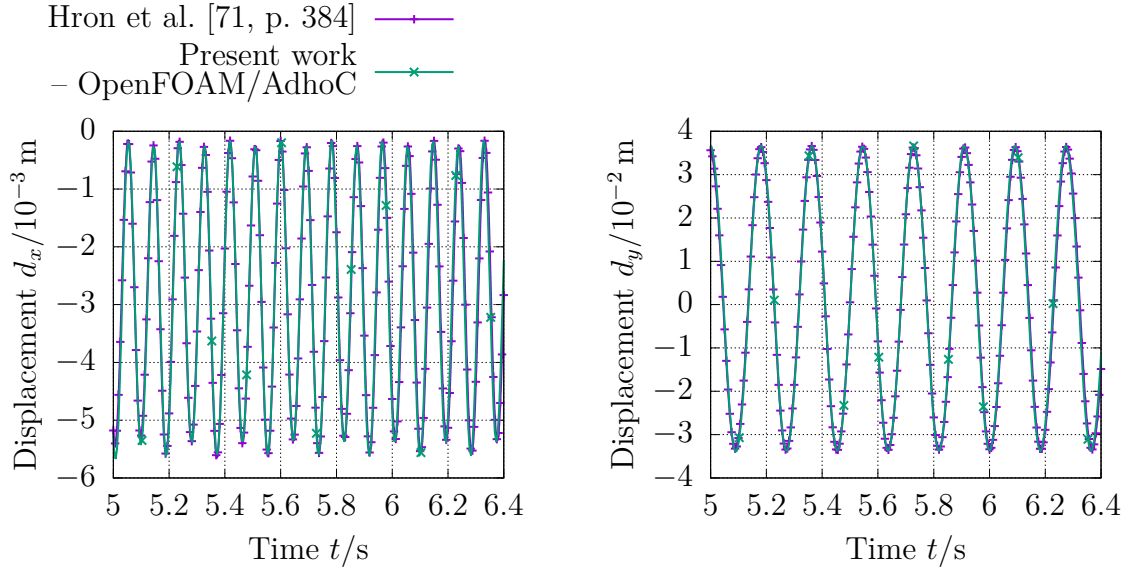 Hron et al. [71, p. 384]
Present work
– OpenFOAM/AdhoC
Displacement dₓ/10⁻³ m
0
−1
−2
−3
−4
−5
−6
5 5.2 5.4 5.6 5.8 6 6.2 6.4
Time t/s
Displacement d_y/10⁻² m
4
3
2
1
0
−1
−2
−3
−4
5 5.2 5.4 5.6 5.8 6 6.2 6.4
Time t/s